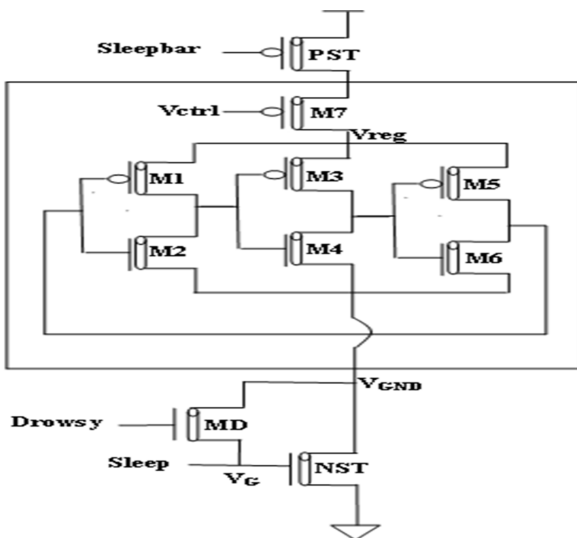 Sleepbar
PST
Vctrl
M7
Vreg
M1
M3
M5
M2
M4
M6
VGND
Drowsy
MD
Sleep
VG
NST